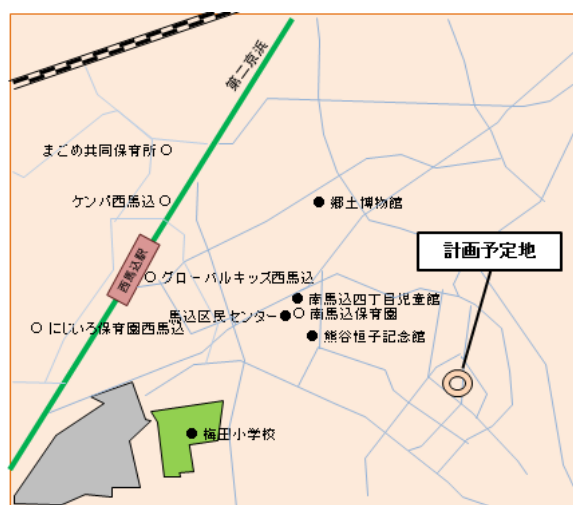 第二京浜
まごめ共同保育所
ケンパ西馬込
郷土博物館
計画予定地
西馬込駅
グローバルキッズ西馬込
南馬込四丁目児童館
馬込区民センター
南馬込保育園
にじいろ保育園西馬込
熊谷恒子記念館
梅田小学校